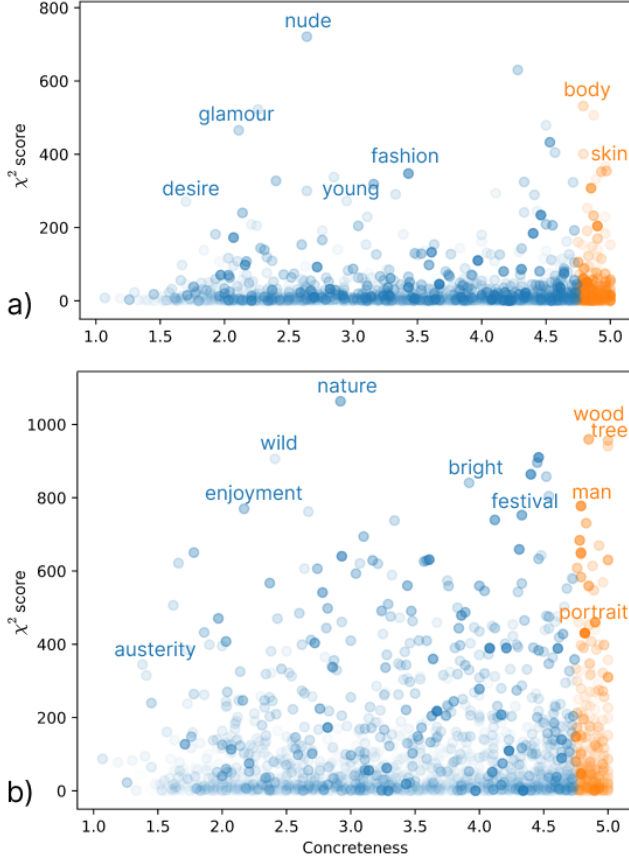 800
600
400
200
0
χ² score
nude
glamour
desire
young
fashion
body
skin
a)
1.0 1.5 2.0 2.5 3.0 3.5 4.0 4.5 5.0
1000
800
600
400
200
0
χ² score
nature
wild
enjoyment
austerity
bright
festival
wood
tree
man
portrait
b)
1.0 1.5 2.0 2.5 3.0 3.5 4.0 4.5 5.0
Concreteness